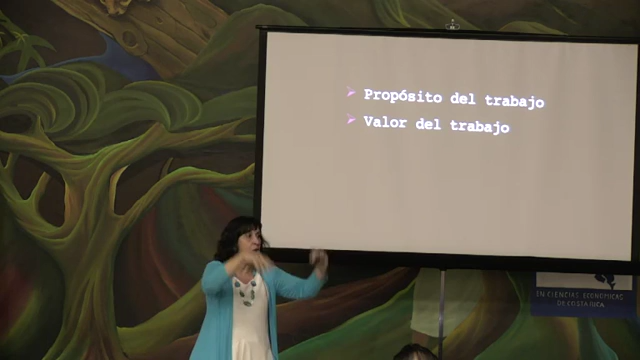 Propósito del trabajo
Valor del trabajo
EN CIENCIAS ECONÓMICAS
DE COSTA RICA